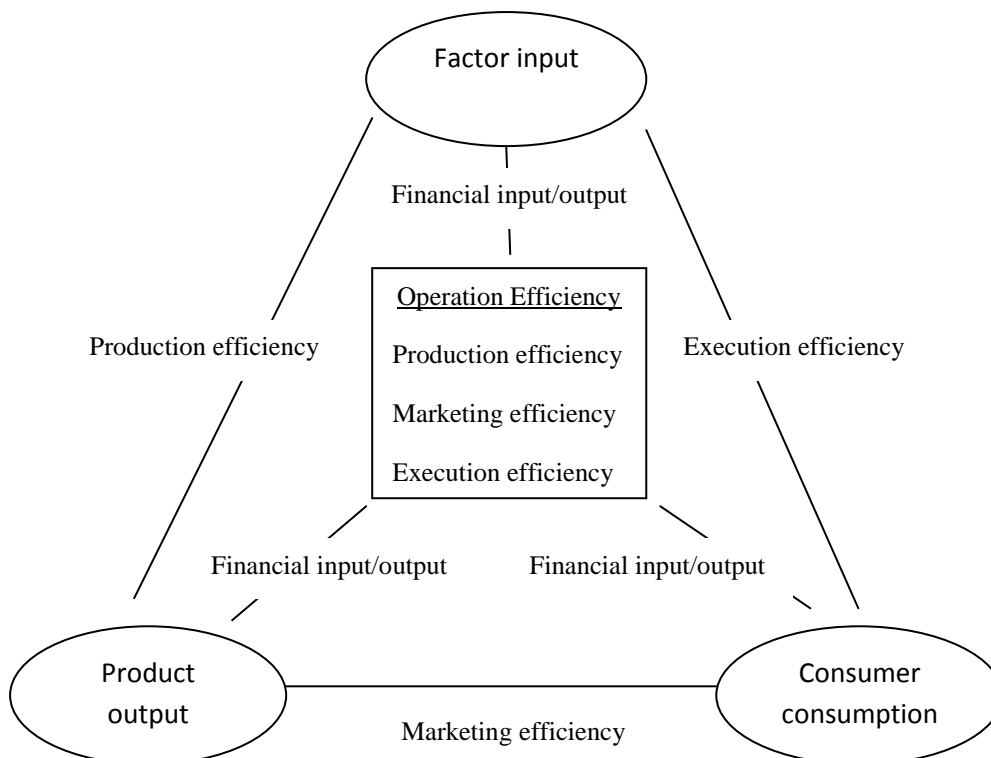 Factor input
Financial input/output
Operation Efficiency
Production efficiency
Execution efficiency
Production efficiency
Marketing efficiency
Execution efficiency
Financial input/output
Financial input/output
Product
output
Consumer
consumption
Marketing efficiency